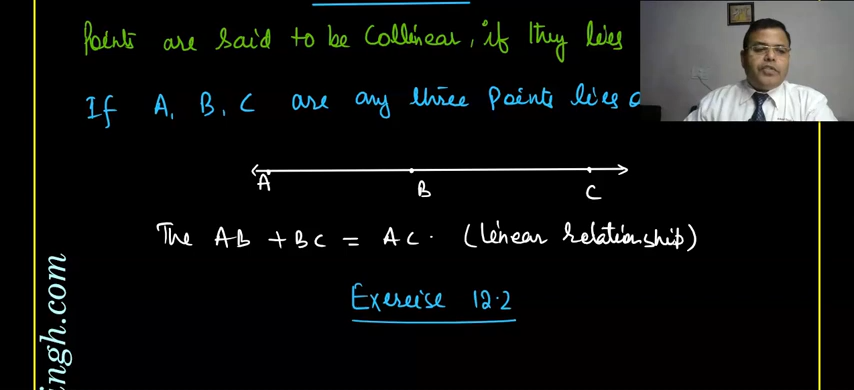 Points are said to be Collinear, if they lies
If A, B, C are any three Points lies
A B C
The AB + BC = AC. (Linear relationship)
Exercise 12.2
ingh.com